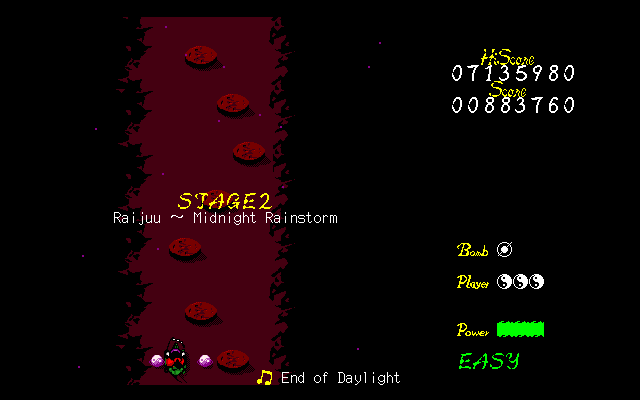 HiScore
07135980
Score
00883760
STAGE2
Raijuu ～ Midnight Rainstorm
Bomb
Player
Power
EASY
♫ End of Daylight